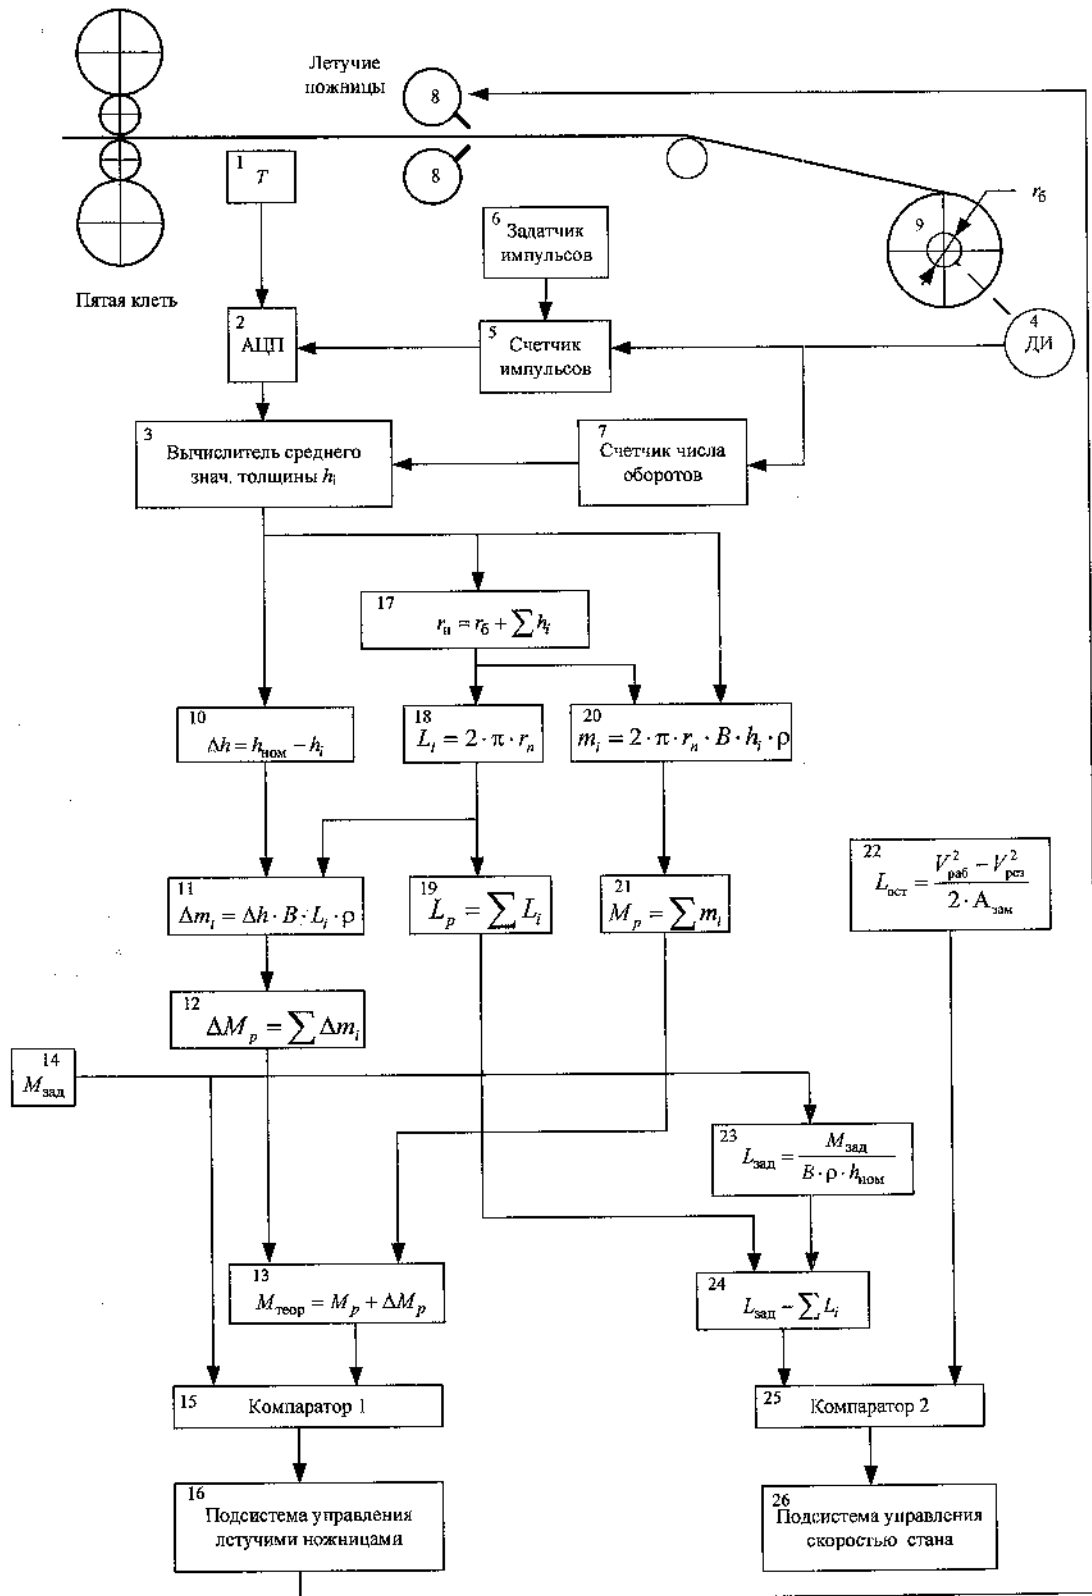 Летучие
ножницы
8
8
1
T
Пятая клеть
6
Задатчик
импульсов
9
r_б
4
ДИ
2
АЦП
5
Счетчик
импульсов
3
Вычислитель среднего
знач. толщины h_i
7
Счетчик числа
оборотов
17
r_н = r_б + ∑ h_i
10
Δh = h_ном − h_i
18
L_i = 2 · π · r_n
20
m_i = 2 · π · r_n · B · h_i · ρ
11
Δm_i = Δh · B · L_i · ρ
19
L_p = ∑ L_i
21
M_p = ∑ m_i
22
L_ост = (V²_раб − V²_рез) / (2 · A_зам)
12
ΔM_p = ∑ Δm_i
14
M_зад
23
L_зад = M_зад / (B · ρ · h_ном)
13
M_теор = M_p + ΔM_p
24
L_зад − ∑ L_i
15
Компаратор 1
25
Компаратор 2
16
Подсистема управления
летучими ножницами
26
Подсистема управления
скоростью стана